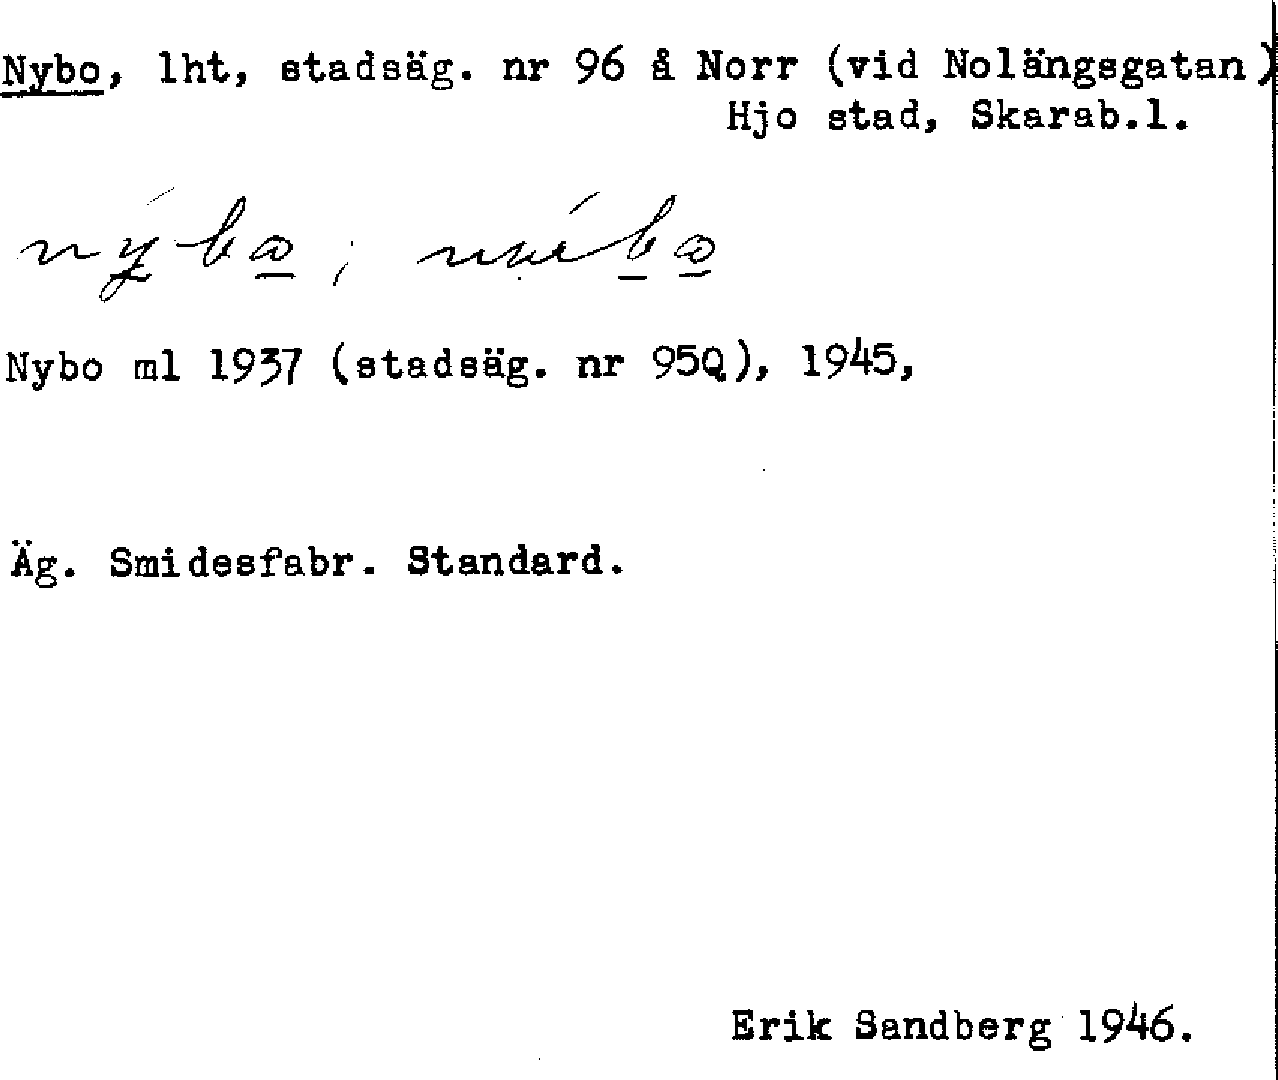 Nybo, lht, stadsäg. nr 96 å Norr (vid Nolängsgatan)
Hjo stad, Skarab.l.
Nybo ml 1937 (stadsäg. nr 95Q), 1945,
Äg. Smidesfabr. Standard.
Erik Sandberg 1946.